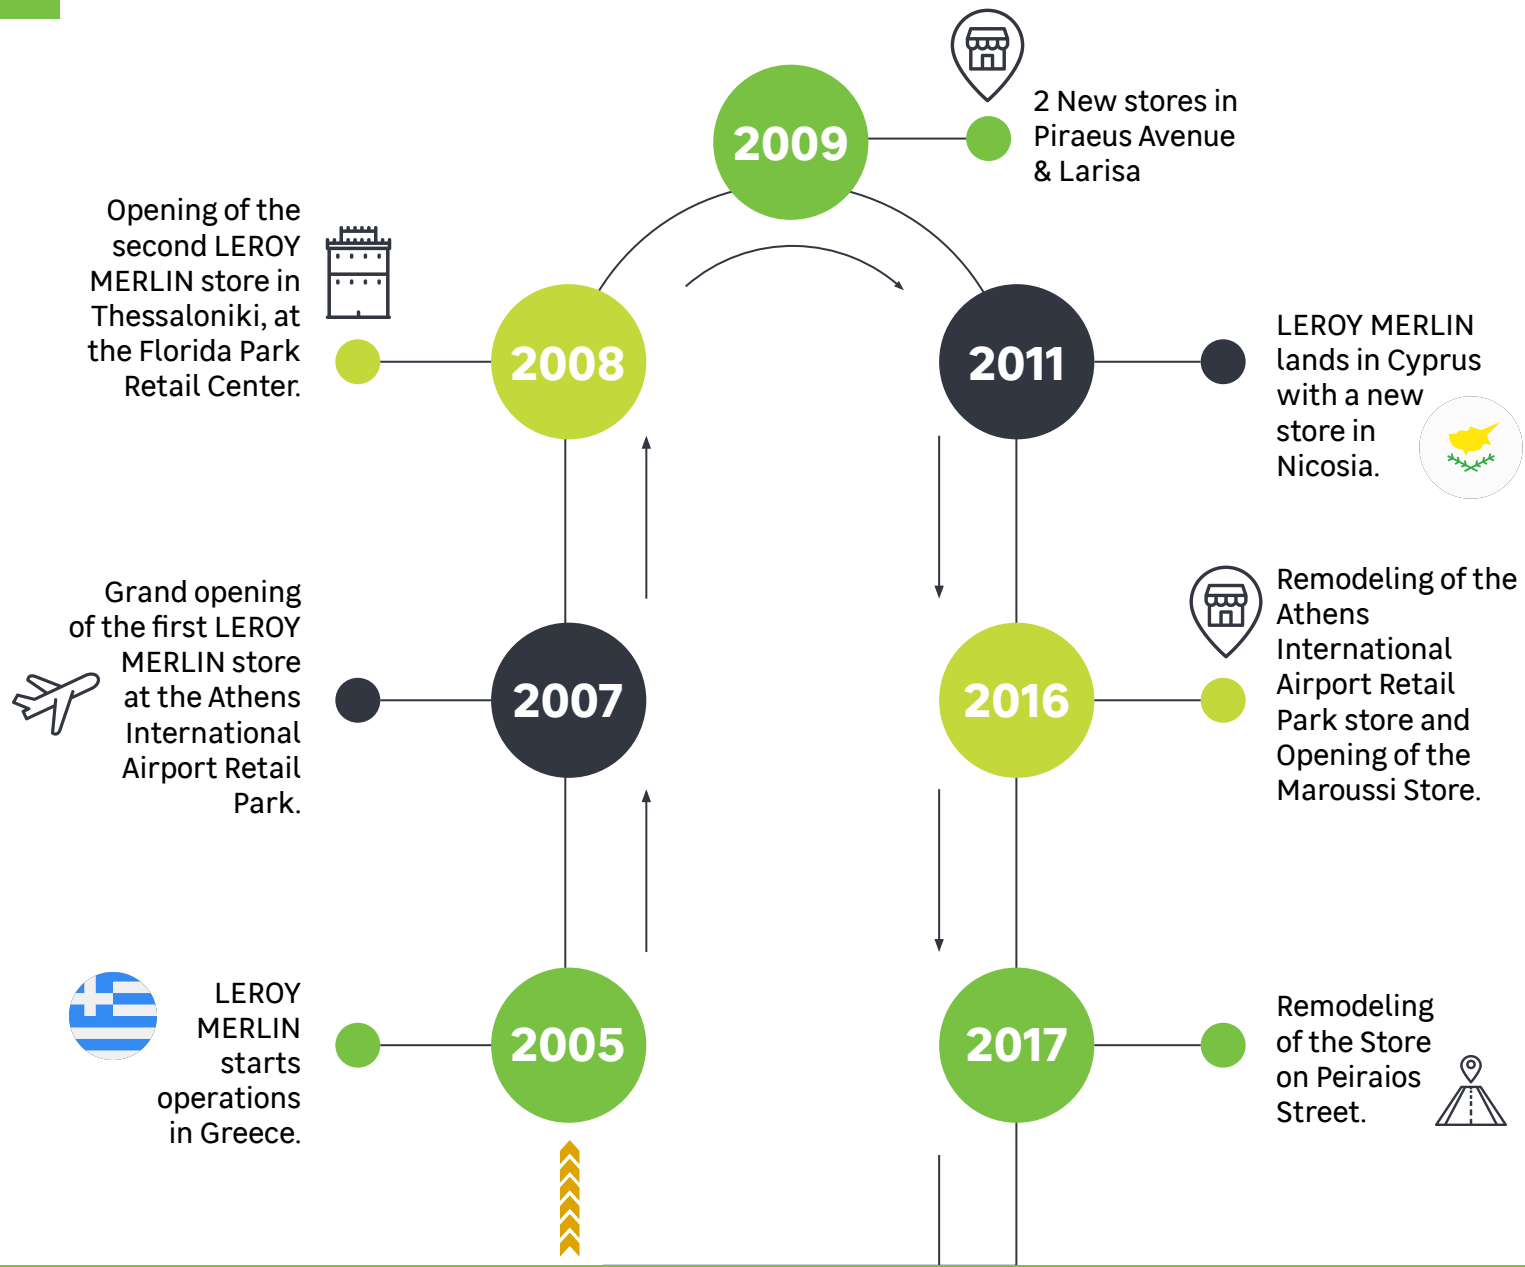 2005
LEROY
MERLIN
starts
operations
in Greece.
2007
Grand opening
of the first LEROY
MERLIN store
at the Athens
International
Airport Retail
Park.
2008
Opening of the
second LEROY
MERLIN store in
Thessaloniki, at
the Florida Park
Retail Center.
2009
2 New stores in
Piraeus Avenue
& Larisa
2011
LEROY MERLIN
lands in Cyprus
with a new
store in
Nicosia.
2016
Remodeling of the
Athens
International
Airport Retail
Park store and
Opening of the
Maroussi Store.
2017
Remodeling
of the Store
on Peiraios
Street.